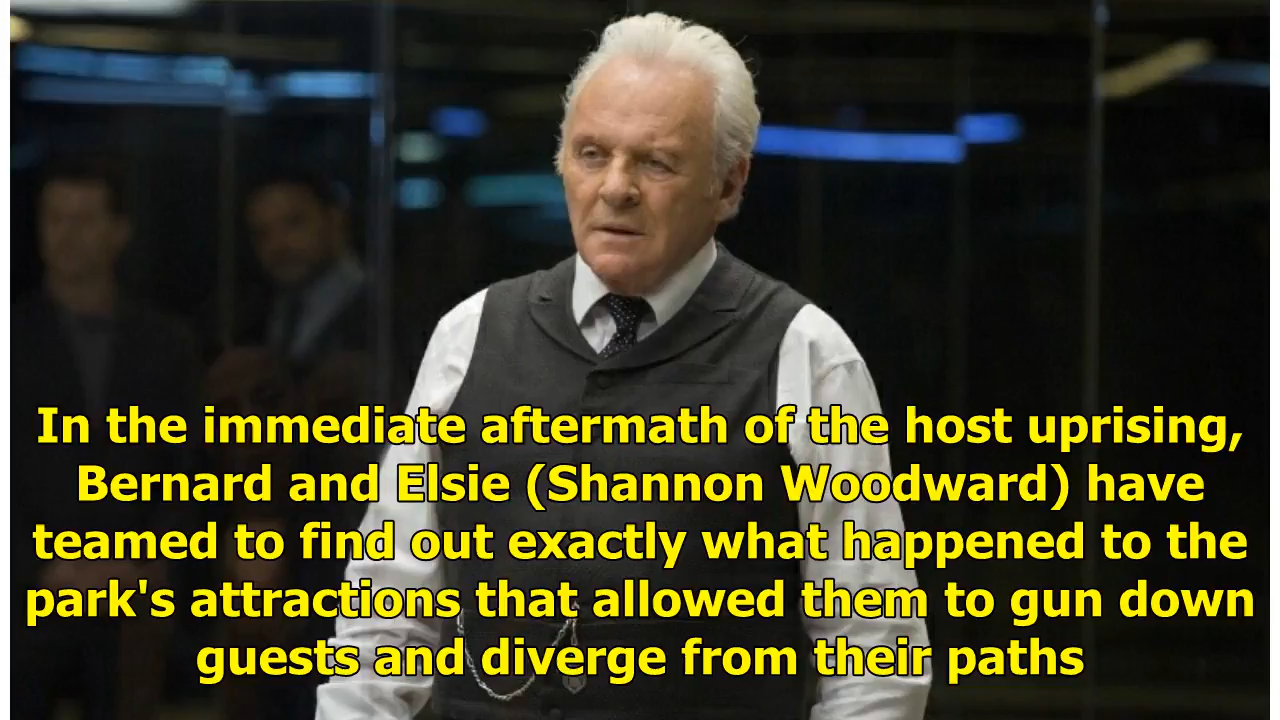 In the immediate aftermath of the host uprising,
Bernard and Elsie (Shannon Woodward) have
teamed to find out exactly what happened to the
park's attractions that allowed them to gun down
guests and diverge from their paths